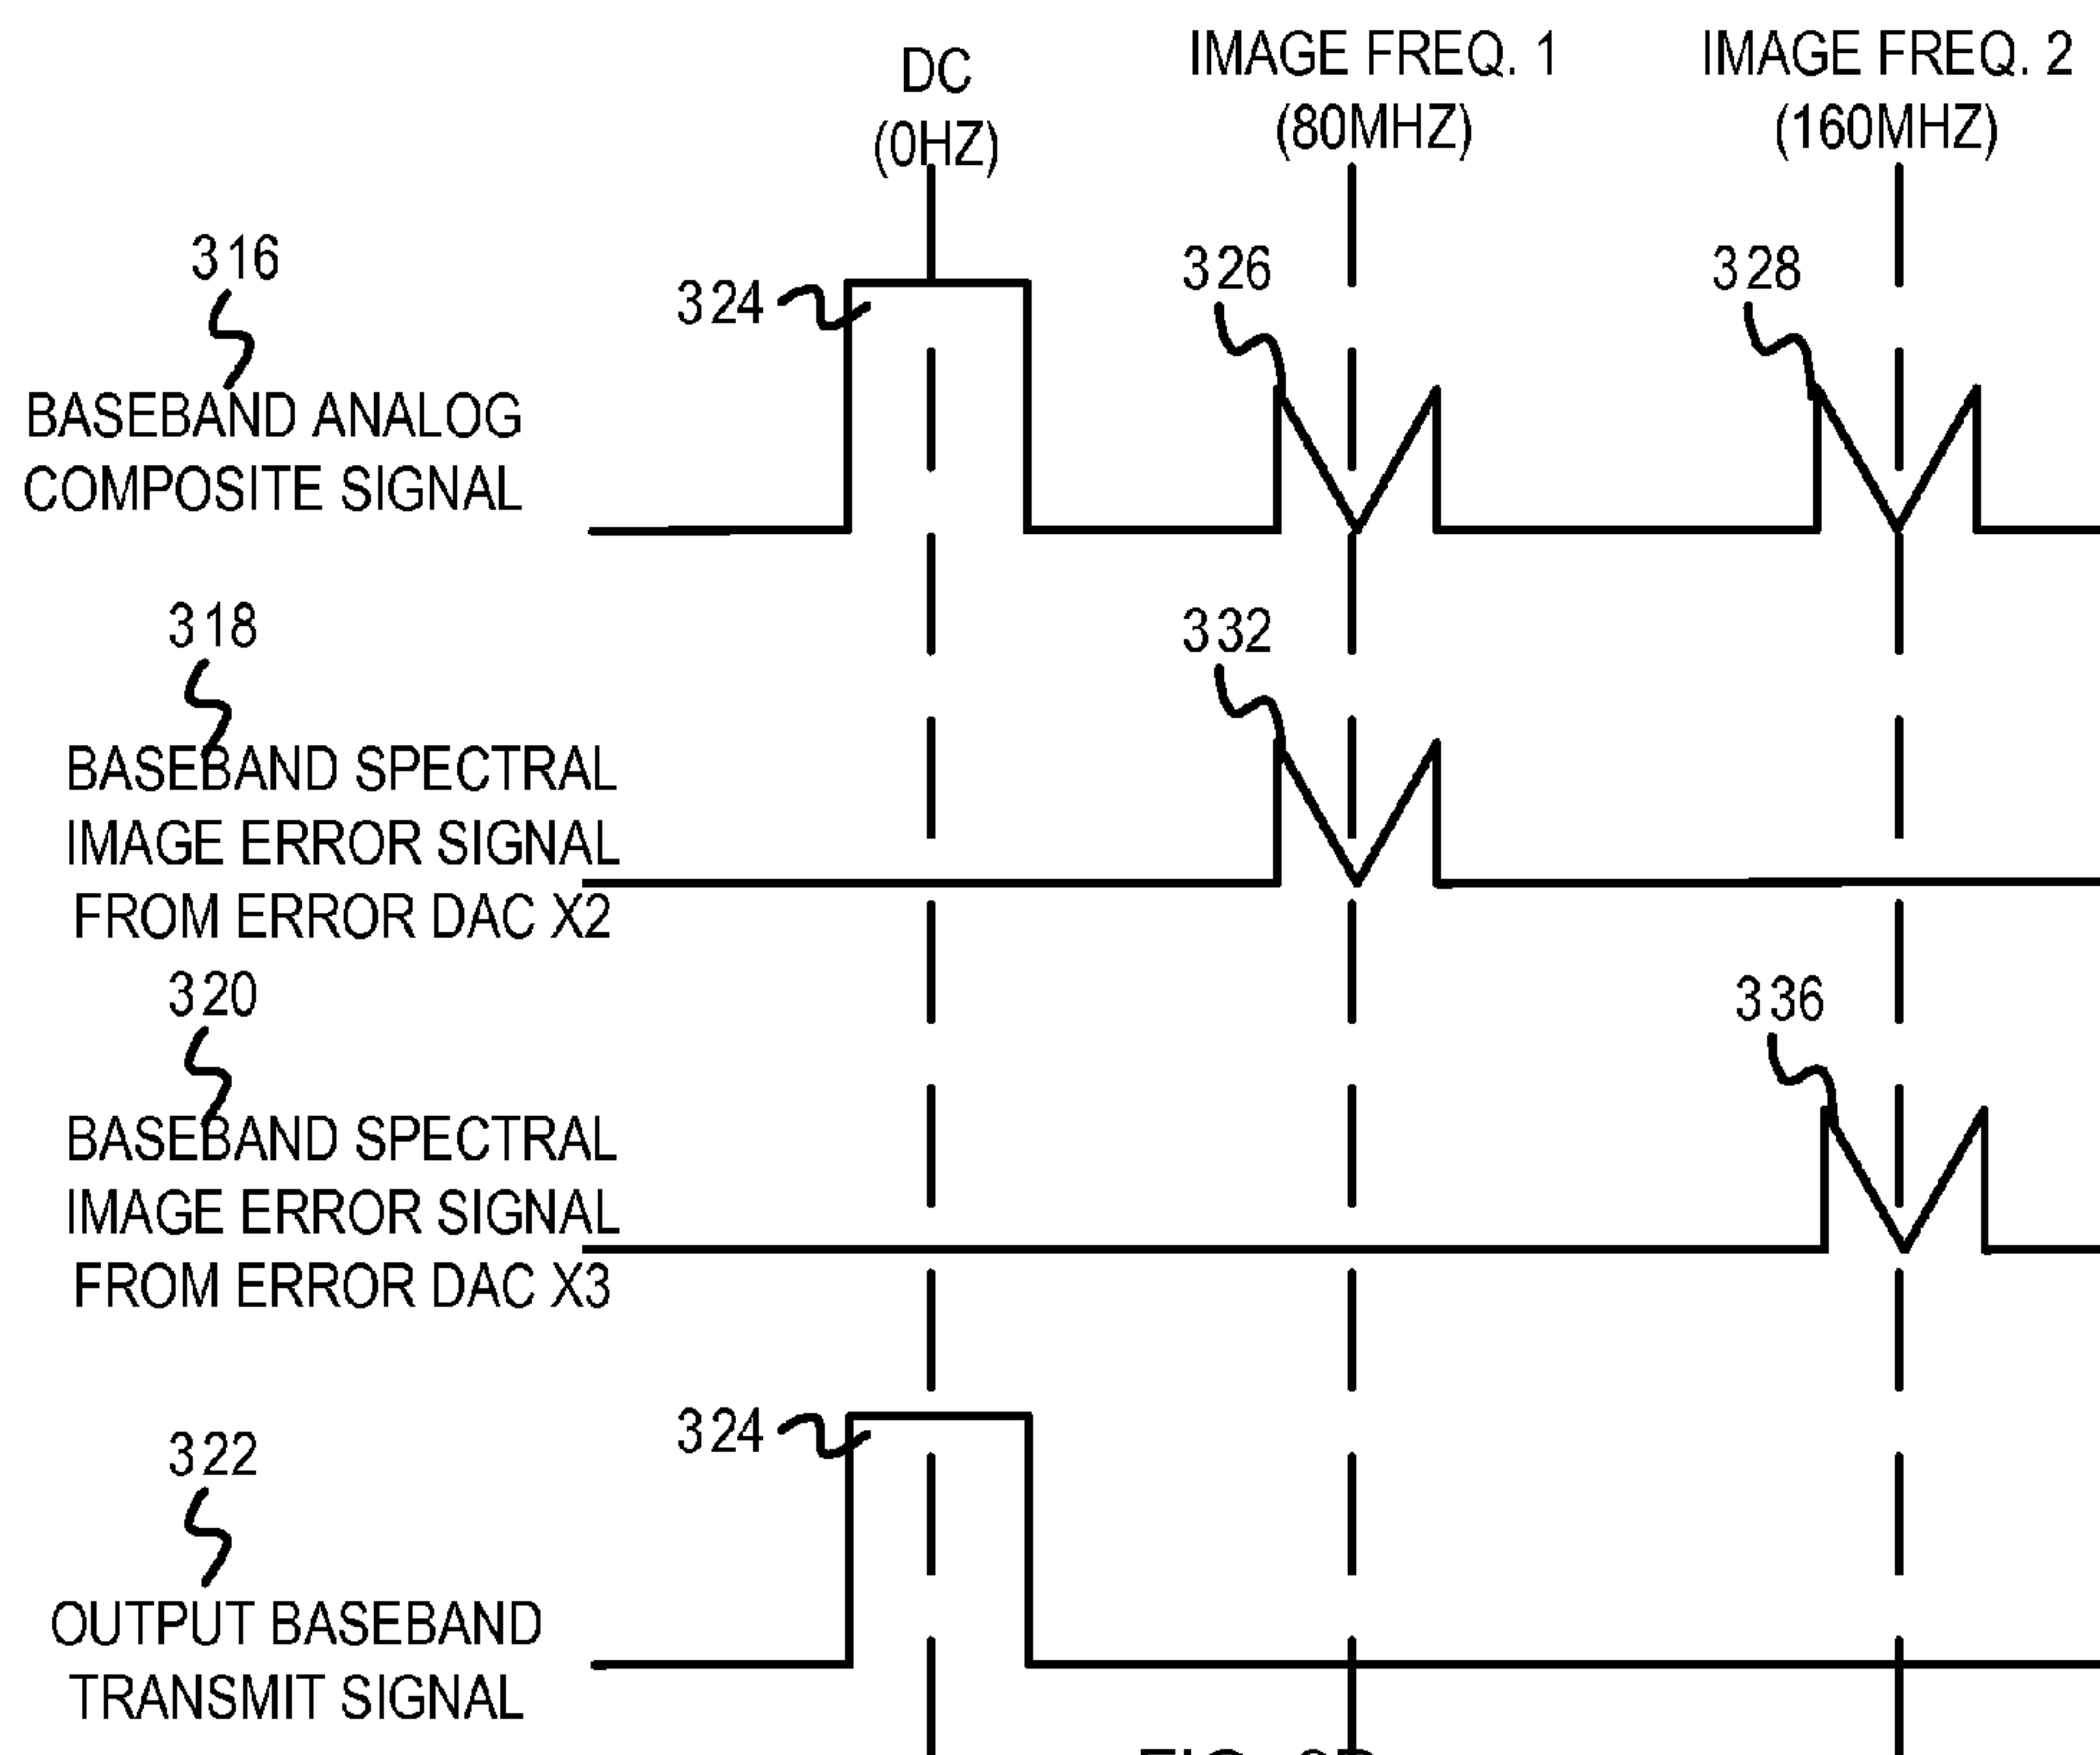 DC
(0HZ)
IMAGE FREQ. 1
(80MHZ)
IMAGE FREQ. 2
(160MHZ)
316
BASEBAND ANALOG
COMPOSITE SIGNAL
324
326
328
318
BASEBAND SPECTRAL
IMAGE ERROR SIGNAL
FROM ERROR DAC X2
332
320
BASEBAND SPECTRAL
IMAGE ERROR SIGNAL
FROM ERROR DAC X3
336
322
OUTPUT BASEBAND
TRANSMIT SIGNAL
324